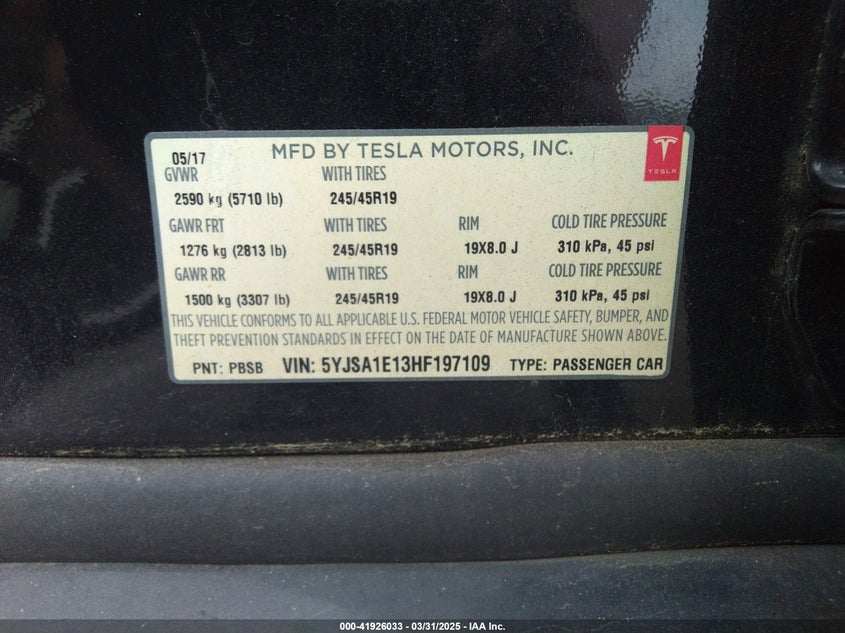 05/17 MFD BY TESLA MOTORS, INC.
TESLA
GVWR WITH TIRES
2590 kg (5710 lb) 245/45R19
GAWR FRT WITH TIRES RIM COLD TIRE PRESSURE
1276 kg (2813 lb) 245/45R19 19X8.0 J 310 kPa, 45 psi
GAWR RR WITH TIRES RIM COLD TIRE PRESSURE
1500 kg (3307 lb) 245/45R19 19X8.0 J 310 kPa, 45 psi
THIS VEHICLE CONFORMS TO ALL APPLICABLE U.S. FEDERAL MOTOR VEHICLE SAFETY, BUMPER, AND
THEFT PREVENTION STANDARDS IN EFFECT ON THE DATE OF MANUFACTURE SHOWN ABOVE.
PNT: PBSB VIN: 5YJSA1E13HF197109 TYPE: PASSENGER CAR
000-41926033 - 03/31/2025 - IAA Inc.